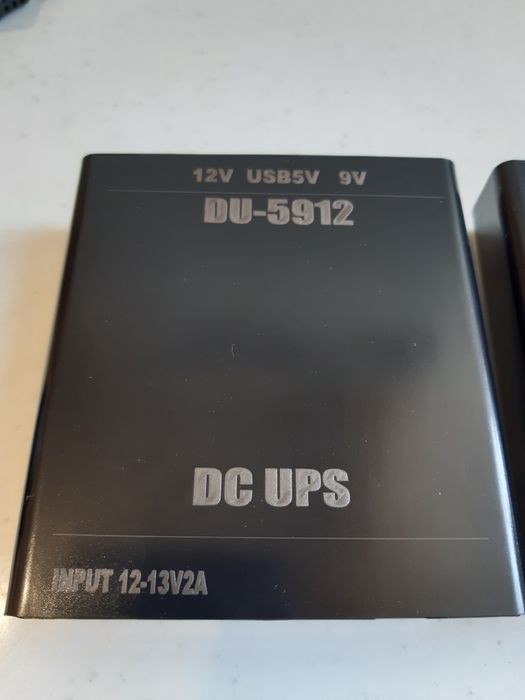 12V USB5V 9V
DU-5912
DC UPS
INPUT 12-13V2A